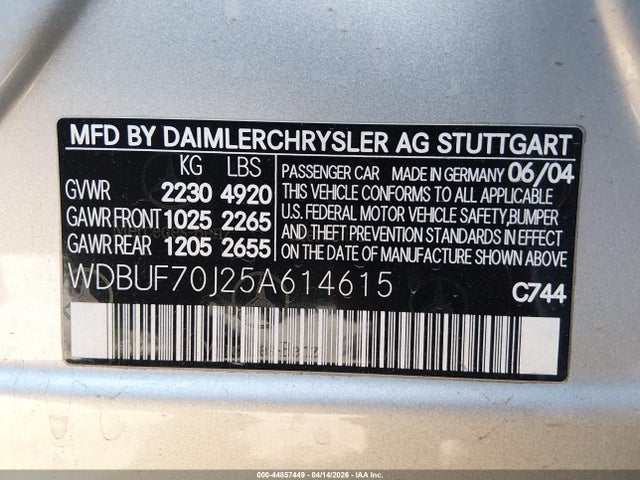 MFD BY DAIMLERCHRYSLER AG STUTTGART
KG LBS
GVWR 2230 4920
GAWR FRONT 1025 2265
GAWR REAR 1205 2655
PASSENGER CAR MADE IN GERMANY 06/04
THIS VEHICLE CONFORMS TO ALL APPLICABLE
U.S. FEDERAL MOTOR VEHICLE SAFETY,BUMPER
AND THEFT PREVENTION STANDARDS IN EFFECT
ON THE DATE OF MANUFACTURE SHOWN ABOVE
WDBUF70J25A614615
C744
000-44857449 - 04/14/2026 - IAA Inc.